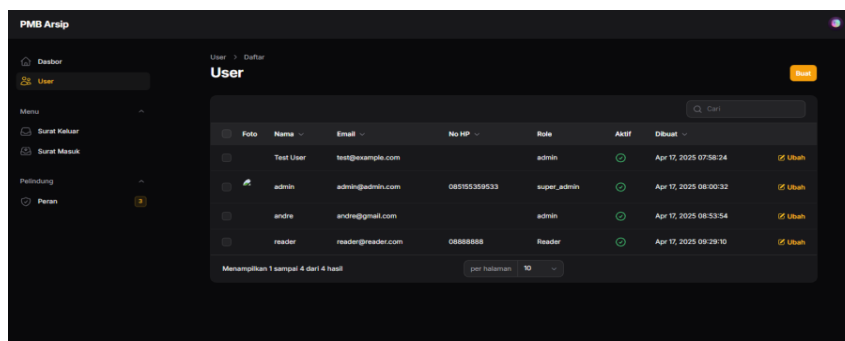 PMB Arsip
Dasbor
User
Menu
Surat Keluar
Surat Masuk
Pelindung
Peran 3
User > Daftar
User
Buat
Cari
Foto Nama Email No HP Role Aktif Dibuat
Test User test@example.com admin Apr 17, 2025 07:58:24 Ubah
admin admin@admin.com 085155359533 super_admin Apr 17, 2025 08:00:32 Ubah
andre andre@gmail.com admin Apr 17, 2025 08:53:54 Ubah
reader reader@reader.com 08888888 Reader Apr 17, 2025 09:29:10 Ubah
Menampilkan 1 sampai 4 dari 4 hasil
per halaman 10